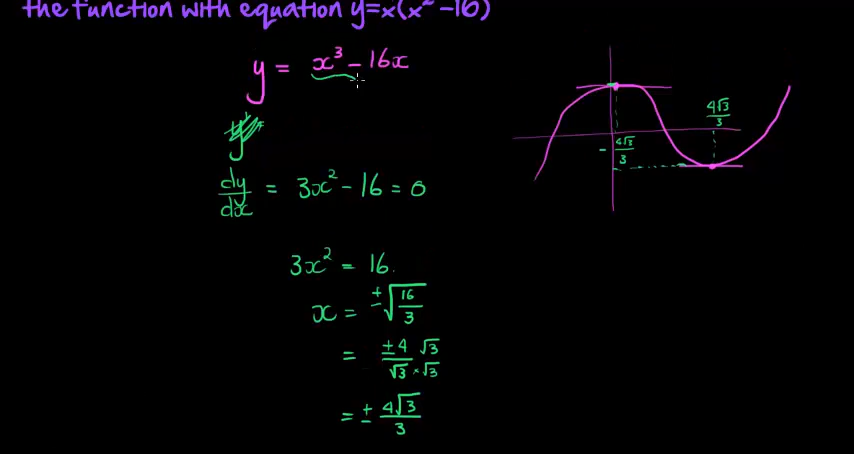 the function with equation y=x(x²-16)
y = x³ - 16x
y
dy/dx = 3x² - 16 = 0
3x² = 16.
x = ±√(16/3)
= ±4/√3 × √3/√3
= ± 4√3/3
4√3/3
- 4√3/3